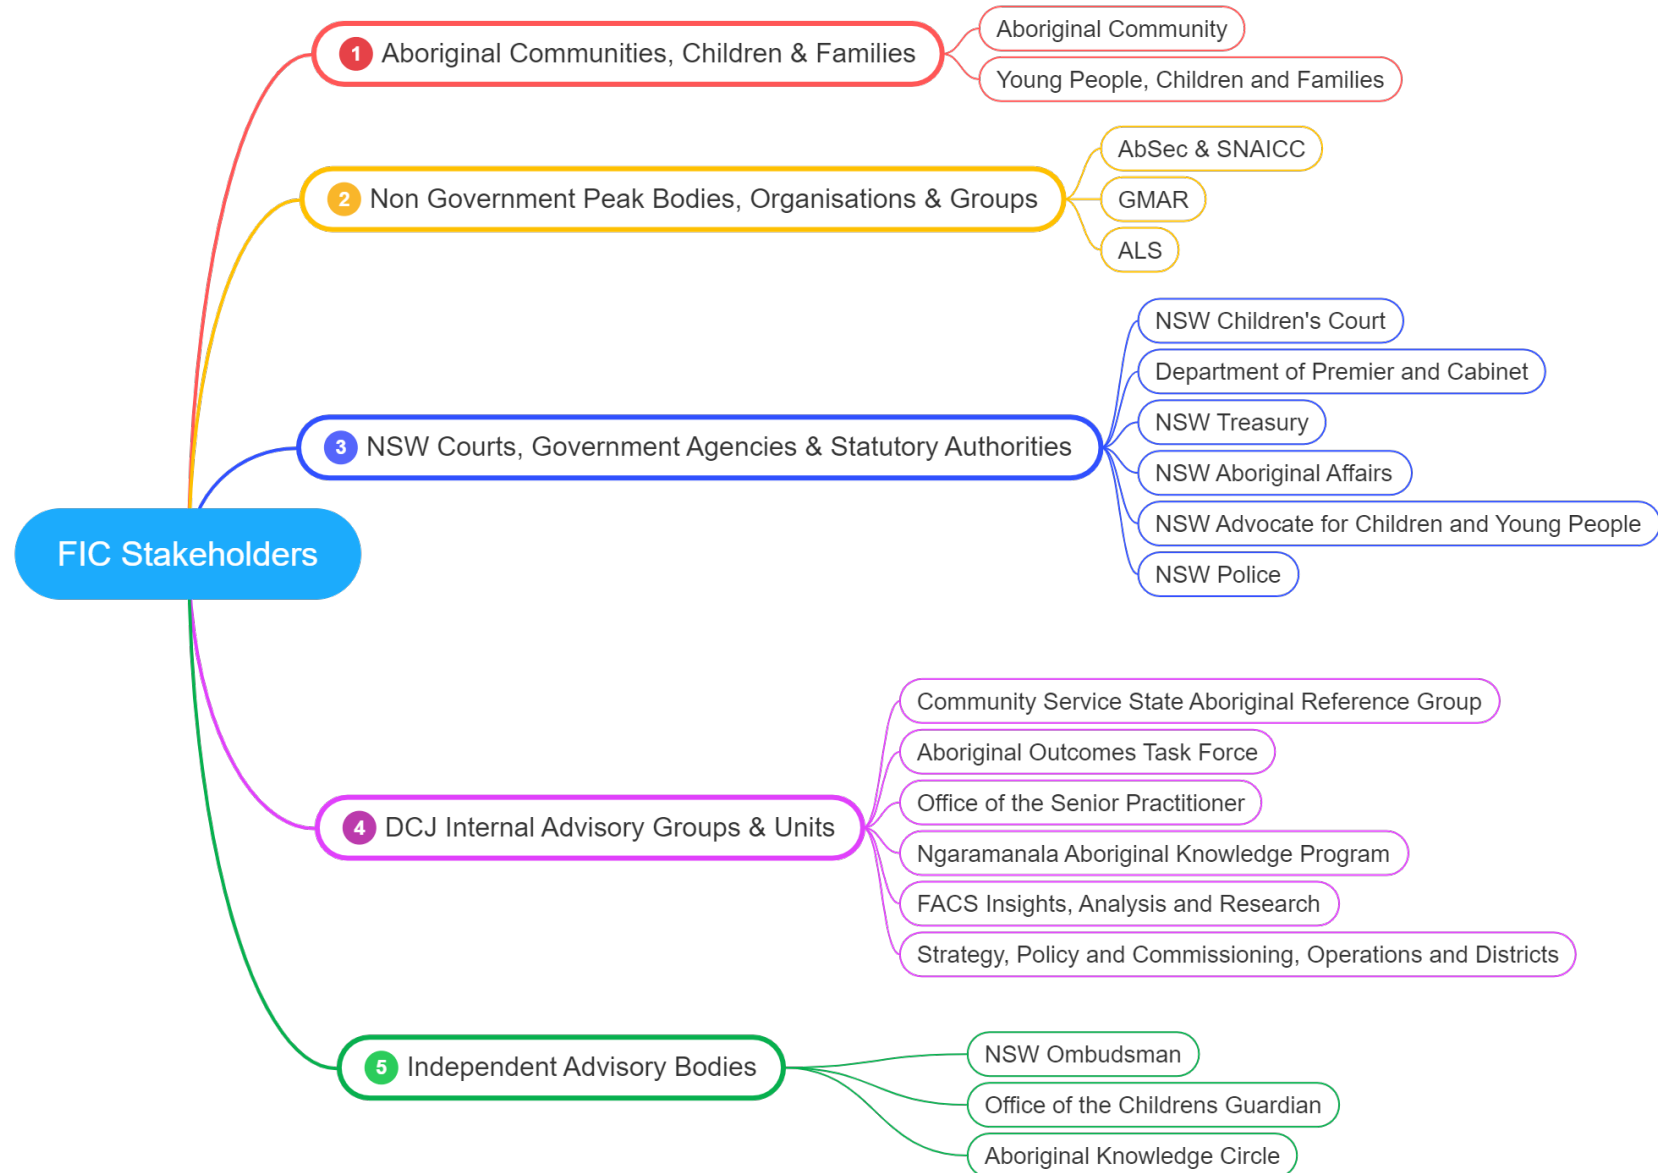 FIC Stakeholders
1 Aboriginal Communities, Children & Families
Aboriginal Community
Young People, Children and Families
2 Non Government Peak Bodies, Organisations & Groups
AbSec & SNAICC
GMAR
ALS
3 NSW Courts, Government Agencies & Statutory Authorities
NSW Children's Court
Department of Premier and Cabinet
NSW Treasury
NSW Aboriginal Affairs
NSW Advocate for Children and Young People
NSW Police
4 DCJ Internal Advisory Groups & Units
Community Service State Aboriginal Reference Group
Aboriginal Outcomes Task Force
Office of the Senior Practitioner
Ngaramanala Aboriginal Knowledge Program
FACS Insights, Analysis and Research
Strategy, Policy and Commissioning, Operations and Districts
5 Independent Advisory Bodies
NSW Ombudsman
Office of the Childrens Guardian
Aboriginal Knowledge Circle